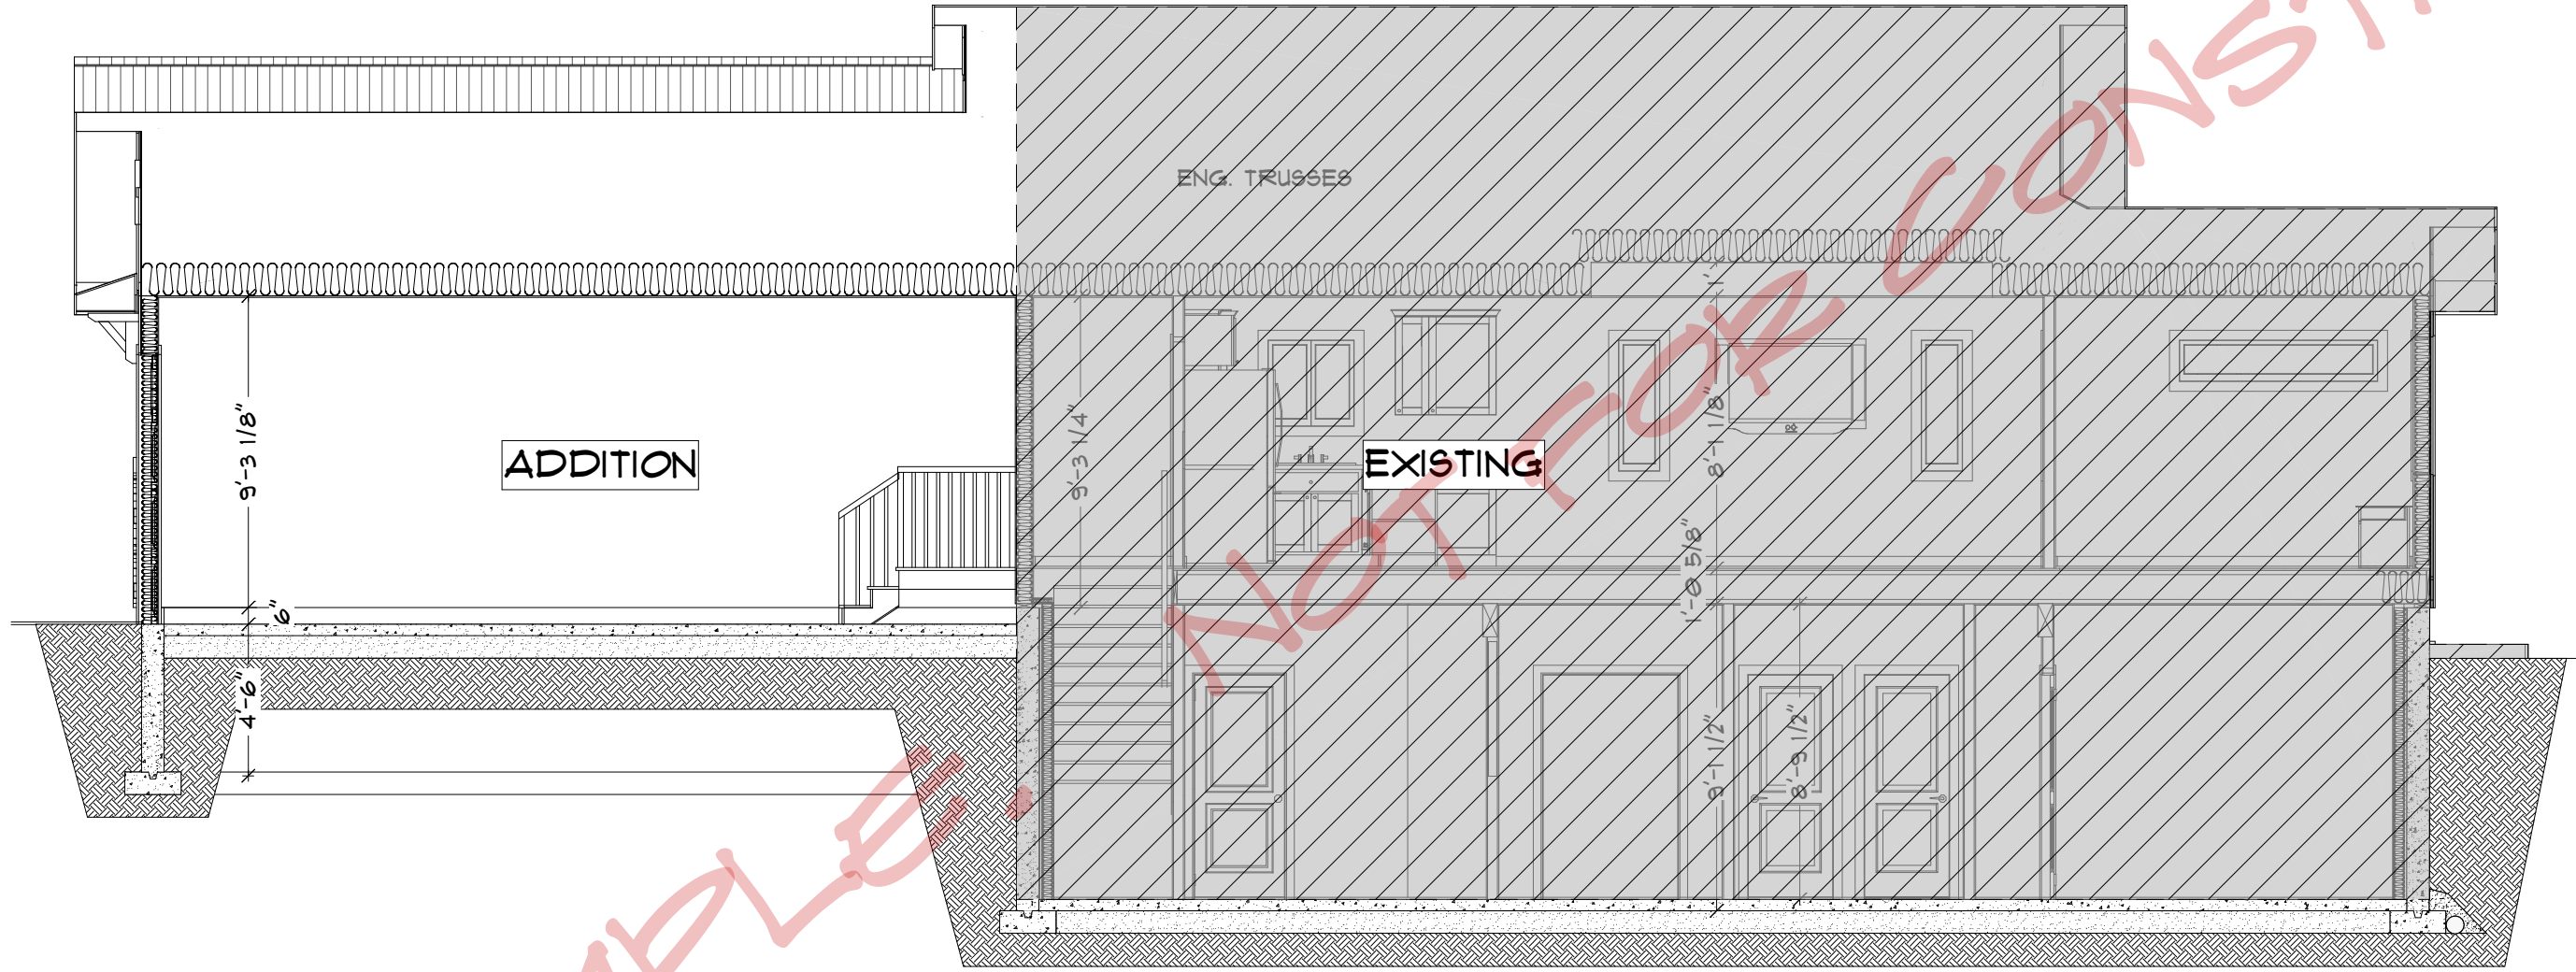 ENG. TRUSSES
ADDITION
EXISTING
9'-3 1/8"
9'-3 1/4"
8'-1 1/8"
1'-0 5/8"
6"
4'-6"
9'-1 1/2"
8'-9 1/2"
NOT FOR CONST
PLE.